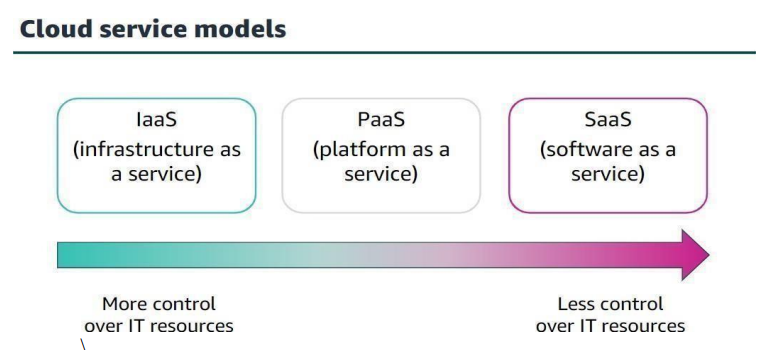 Cloud service models
IaaS
(infrastructure as
a service)
PaaS
(platform as a
service)
SaaS
(software as a
service)
More control
over IT resources
Less control
over IT resources
\